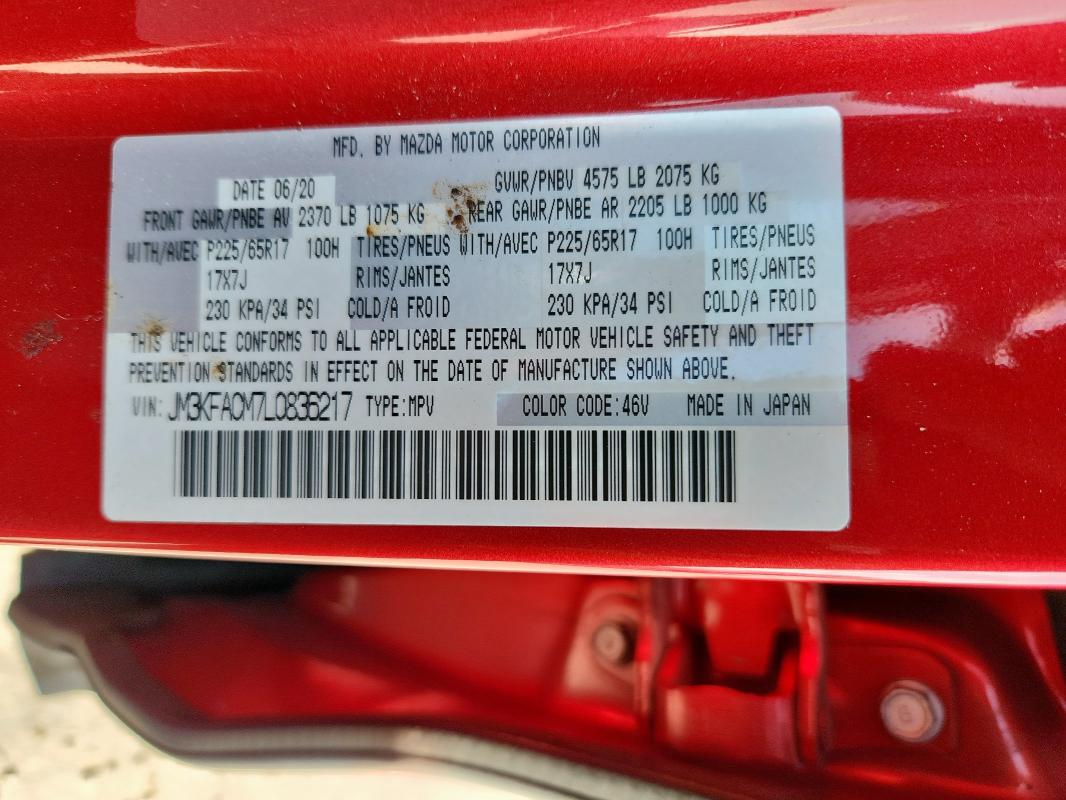 MFD. BY MAZDA MOTOR CORPORATION
DATE 06/20 GVWR/PNBV 4575 LB 2075 KG
FRONT GAWR/PNBE AV 2370 LB 1075 KG REAR GAWR/PNBE AR 2205 LB 1000 KG
WITH/AVEC P225/65R17 100H TIRES/PNEUS WITH/AVEC P225/65R17 100H TIRES/PNEUS
17X7J RIMS/JANTES 17X7J RIMS/JANTES
230 KPA/34 PSI COLD/A FROID 230 KPA/34 PSI COLD/A FROID
THIS VEHICLE CONFORMS TO ALL APPLICABLE FEDERAL MOTOR VEHICLE SAFETY AND THEFT
PREVENTION STANDARDS IN EFFECT ON THE DATE OF MANUFACTURE SHOWN ABOVE.
VIN: JM3KFACM7L0836217 TYPE:MPV COLOR CODE:46V MADE IN JAPAN